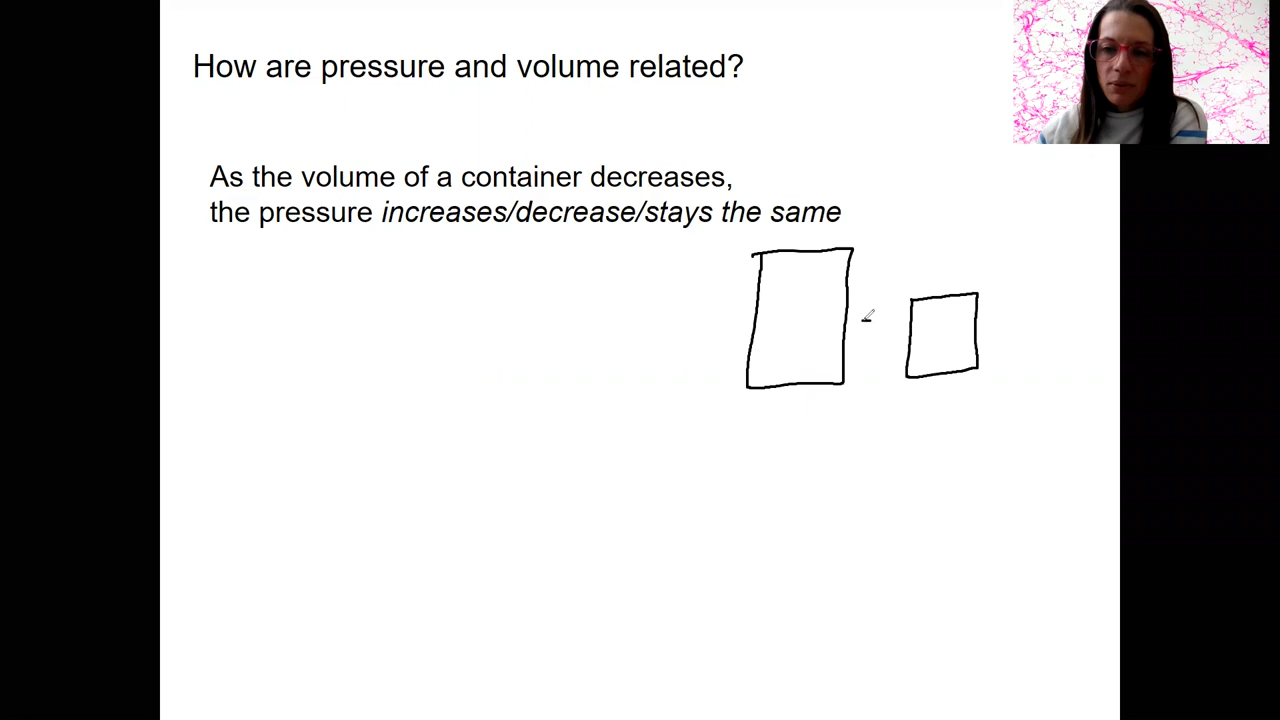 How are pressure and volume related?
As the volume of a container decreases,
the pressure increases/decrease/stays the same